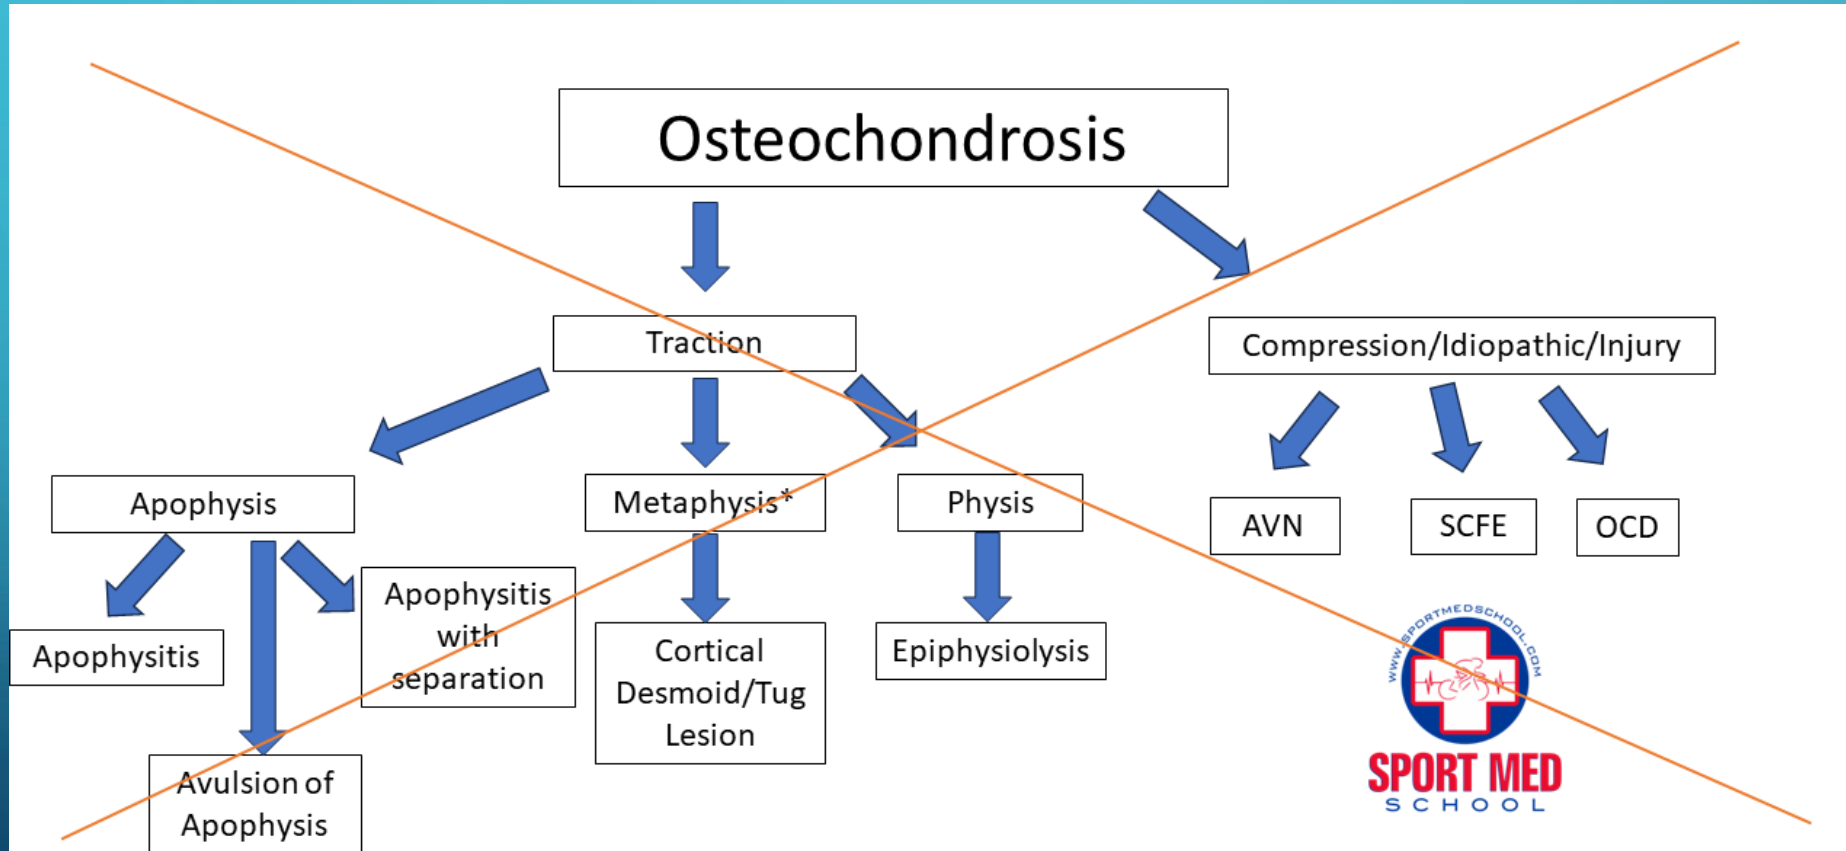 Osteochondrosis
Traction
Compression/Idiopathic/Injury
Apophysis
Metaphysis*
Physis
AVN
SCFE
OCD
Apophysitis
Apophysitis
with
separation
Avulsion of
Apophysis
Cortical
Desmoid/Tug
Lesion
Epiphysiolysis
WWW.SPORTMEDSCHOOL.COM
SPORT MED
SCHOOL